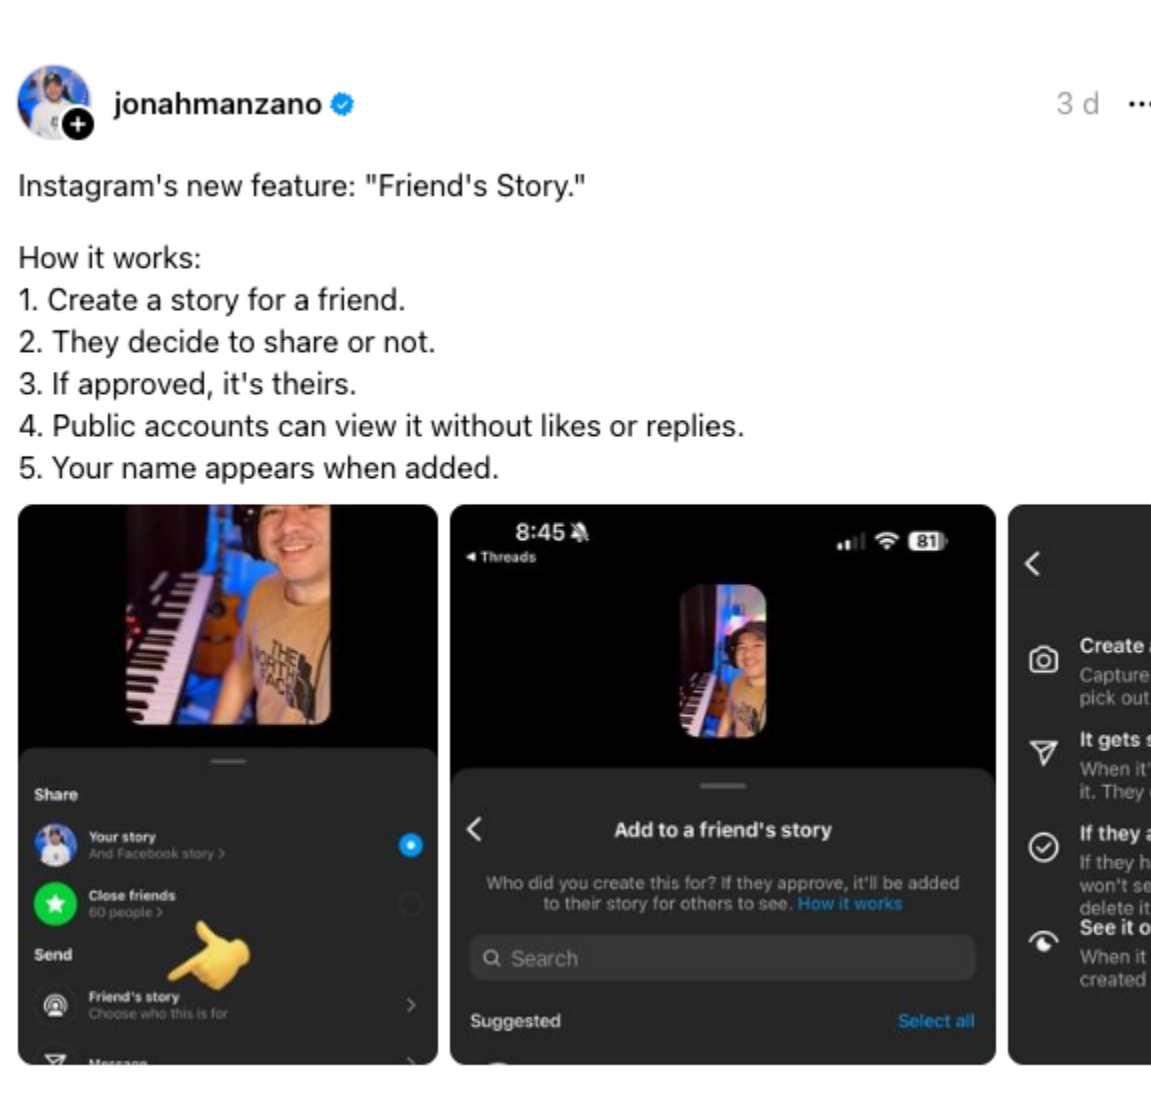 jonahmanzano
3 d
Instagram's new feature: "Friend's Story."
How it works:
1. Create a story for a friend.
2. They decide to share or not.
3. If approved, it's theirs.
4. Public accounts can view it without likes or replies.
5. Your name appears when added.
THE
NORTH
FACE
Share
Your story
And Facebook story >
Close friends
60 people >
Send
Friend's story
Choose who this is for
Message
8:45
81
Threads
Add to a friend's story
Who did you create this for? If they approve, it'll be added
to their story for others to see. How it works
Search
Suggested
Select all
Create
Capture
pick out
It gets
When it'
it. They
If they
If they h
won't se
delete it
See it o
When it
created